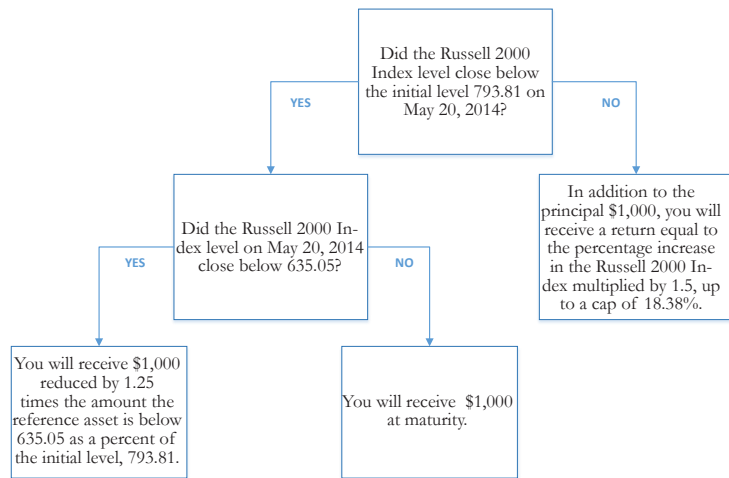 Did the Russell 2000
Index level close below
the initial level 793.81 on
May 20, 2014?
YES
NO
Did the Russell 2000 In-
dex level on May 20, 2014
close below 635.05?
In addition to the
principal $1,000, you will
receive a return equal to
the percentage increase
in the Russell 2000 In-
dex multiplied by 1.5, up
to a cap of 18.38%.
YES
NO
You will receive $1,000
reduced by 1.25
times the amount the
reference asset is below
635.05 as a percent of
the initial level, 793.81.
You will receive $1,000
at maturity.